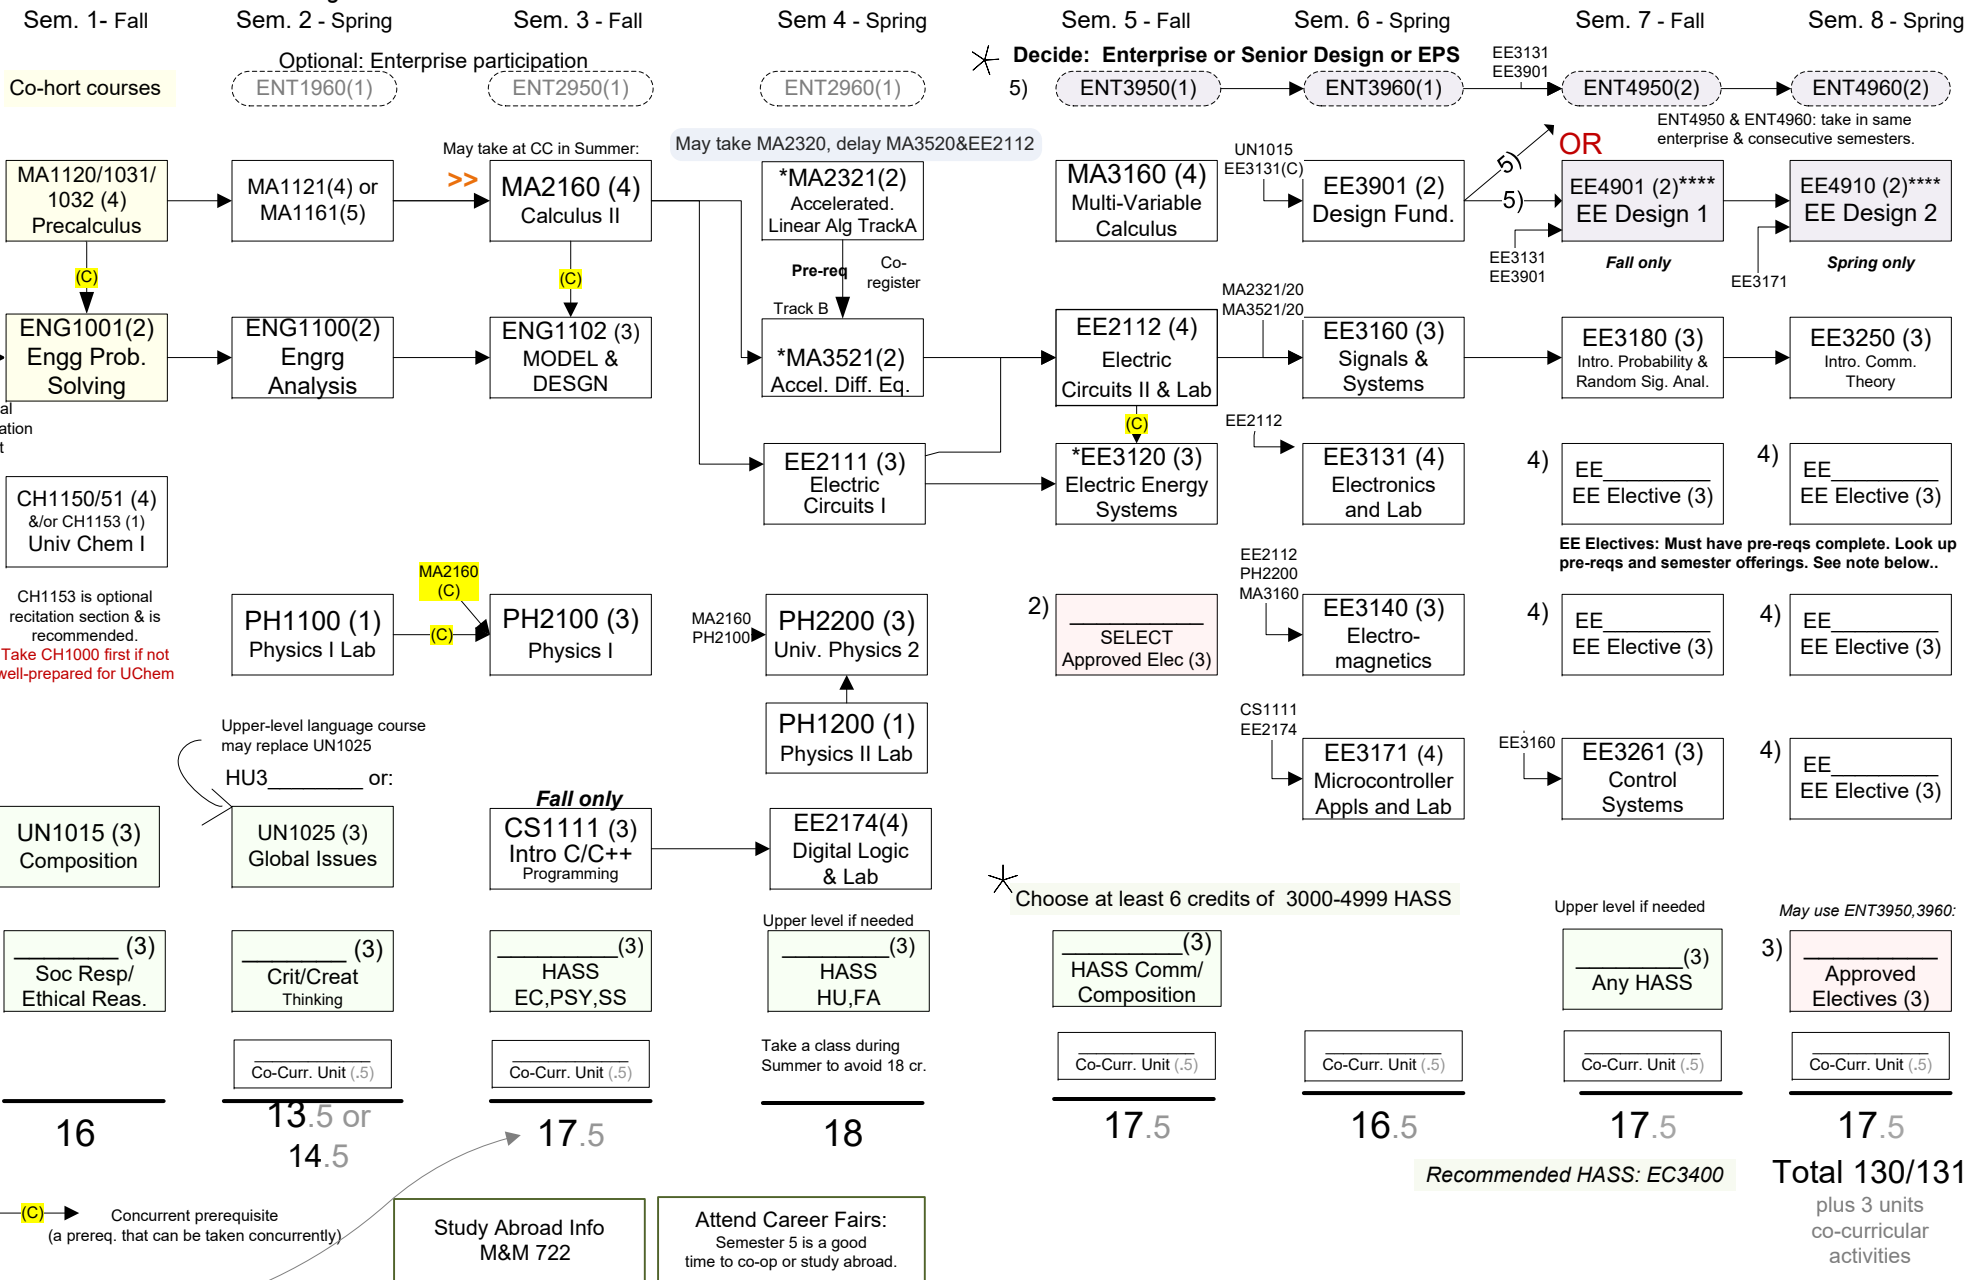 Sem. 1- Fall
Sem. 2 - Spring
Sem. 3 - Fall
Sem 4 - Spring
Sem. 5 - Fall
Sem. 6 - Spring
Sem. 7 - Fall
Sem. 8 - Spring
Optional: Enterprise participation
Decide: Enterprise or Senior Design or EPS
EE3131
EE3901
Co-hort courses
ENT1960(1)
ENT2950(1)
ENT2960(1)
5)
ENT3950(1)
ENT3960(1)
ENT4950(2)
ENT4960(2)
ENT4950 & ENT4960: take in same
enterprise & consecutive semesters.
May take at CC in Summer:
May take MA2320, delay MA3520&EE2112
OR
MA1120/1031/
1032 (4)
Precalculus
MA1121(4) or
MA1161(5)
>>
MA2160 (4)
Calculus II
*MA2321(2)
Accelerated.
Linear Alg TrackA
MA3160 (4)
Multi-Variable
Calculus
UN1015
EE3131(C)
EE3901 (2)
Design Fund.
5)
5)
EE4901 (2)****
EE Design 1
EE4910 (2)****
EE Design 2
EE3131
EE3901
Fall only
EE3171
Spring only
(C)
(C)
Pre-req
Co-
register
Track B
MA2321/20
MA3521/20
ENG1001(2)
Engg Prob.
Solving
ENG1100(2)
Engrg
Analysis
ENG1102 (3)
MODEL &
DESGN
*MA3521(2)
Accel. Diff. Eq.
EE2112 (4)
Electric
Circuits II & Lab
EE3160 (3)
Signals &
Systems
EE3180 (3)
Intro. Probability &
Random Sig. Anal.
EE3250 (3)
Intro. Comm.
Theory
al
ation
t
(C)
EE2112
CH1150/51 (4)
&/or CH1153 (1)
Univ Chem I
EE2111 (3)
Electric
Circuits I
*EE3120 (3)
Electric Energy
Systems
EE3131 (4)
Electronics
and Lab
4)
EE_________
EE Elective (3)
4)
EE_________
EE Elective (3)
EE Electives: Must have pre-reqs complete. Look up
pre-reqs and semester offerings. See note below..
CH1153 is optional
recitation section & is
recommended.
Take CH1000 first if not
well-prepared for UChem
PH1100 (1)
Physics I Lab
MA2160
(C)
(C)
PH2100 (3)
Physics I
MA2160
PH2100
PH2200 (3)
Univ. Physics 2
2)
___________
SELECT
Approved Elec (3)
EE2112
PH2200
MA3160
EE3140 (3)
Electro-
magnetics
4)
EE_________
EE Elective (3)
4)
EE_________
EE Elective (3)
PH1200 (1)
Physics II Lab
CS1111
EE2174
EE3171 (4)
Microcontroller
Appls and Lab
EE3160
EE3261 (3)
Control
Systems
4)
EE_________
EE Elective (3)
Upper-level language course
may replace UN1025
HU3________ or:
UN1015 (3)
Composition
UN1025 (3)
Global Issues
Fall only
CS1111 (3)
Intro C/C++
Programming
EE2174(4)
Digital Logic
& Lab
Choose at least 6 credits of 3000-4999 HASS
Upper level if needed
Upper level if needed
May use ENT3950,3960:
________ (3)
Soc Resp/
Ethical Reas.
________ (3)
Crit/Creat
Thinking
_________(3)
HASS
EC,PSY,SS
_________(3)
HASS
HU,FA
_________(3)
HASS Comm/
Composition
_________(3)
Any HASS
3)
___________
Approved
Electives (3)
__________
Co-Curr. Unit (.5)
__________
Co-Curr. Unit (.5)
Take a class during
Summer to avoid 18 cr.
__________
Co-Curr. Unit (.5)
__________
Co-Curr. Unit (.5)
__________
Co-Curr. Unit (.5)
__________
Co-Curr. Unit (.5)
16
13.5 or
14.5
17.5
18
17.5
16.5
17.5
17.5
Recommended HASS: EC3400
Total 130/131
plus 3 units
co-curricular
activities
(C)
Concurrent prerequisite
(a prereq. that can be taken concurrently)
Study Abroad Info
M&M 722
Attend Career Fairs:
Semester 5 is a good
time to co-op or study abroad.